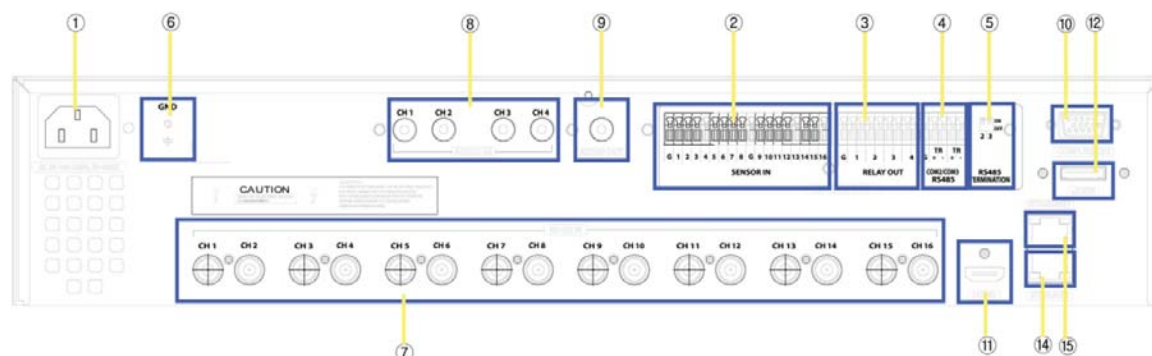 ① ⑥ ⑧ ⑨ ② ③ ④ ⑤ ⑩ ⑫
GND
CH 1 CH 2 CH 3 CH 4
G 1 2 3 4 5 6 7 8 G 9 10 11 12 13 14 15 16
SENSOR IN
G 1 2 3 4
RELAY OUT
TR TR
G + - + -
COM2/COM3
RS485
ON
OFF
2 3
RS485
TERMINATION
CAUTION
CH 1 CH 2 CH 3 CH 4 CH 5 CH 6 CH 7 CH 8 CH 9 CH 10 CH 11 CH 12 CH 13 CH 14 CH 15 CH 16
⑦ ⑪ ⑭ ⑮